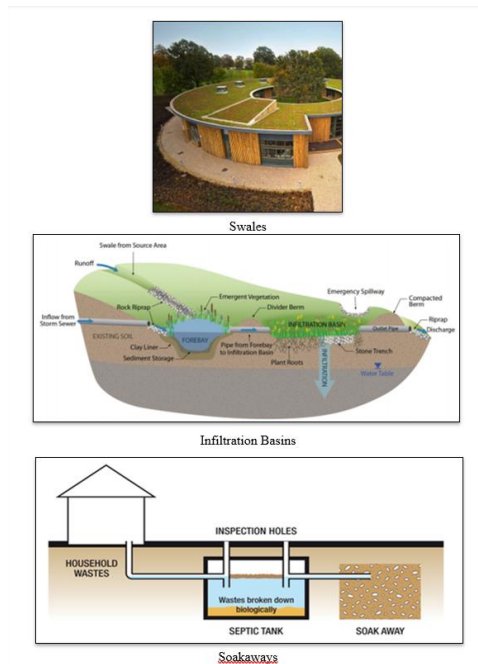 Swales
Swale from Source Area
Runoff
Emergent Vegetation
Emergency Spillway
Compacted
Berm
Rock Riprap
Divider Berm
Riprap
Inflow from
Storm Sewer
FOREBAY
INFILTRATION BASIN
Outlet Pipe
Discharge
EXISTING SOIL
Clay Liner
Sediment Storage
Pipe from Forebay
to Infiltration Basin
Plant Roots
Stone Trench
INFILTRATION
Water Table
Infiltration Basins
INSPECTION HOLES
HOUSEHOLD
WASTES
Wastes broken down
biologically
SEPTIC TANK
SOAK AWAY
Soakaways